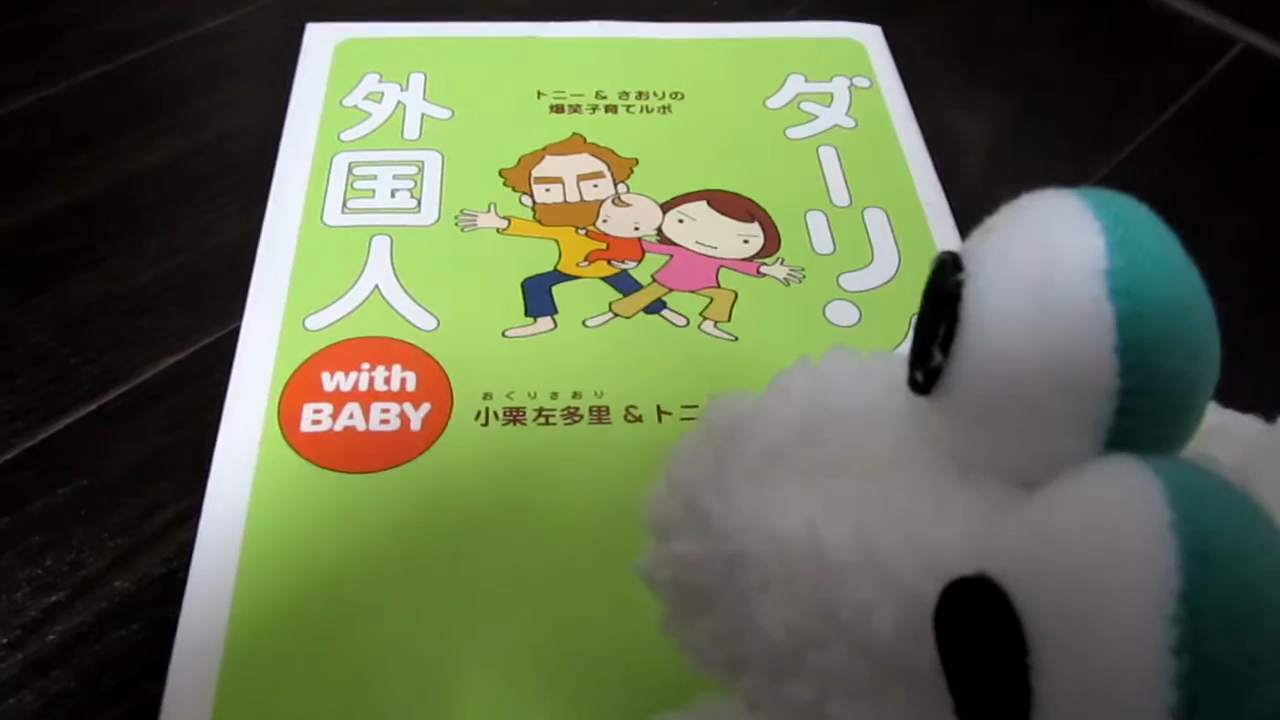 トニー & さおりの
爆笑子育てルポ
ダーリ
外国人
with
BABY
おぐりさおり
小栗左多里 & トニ